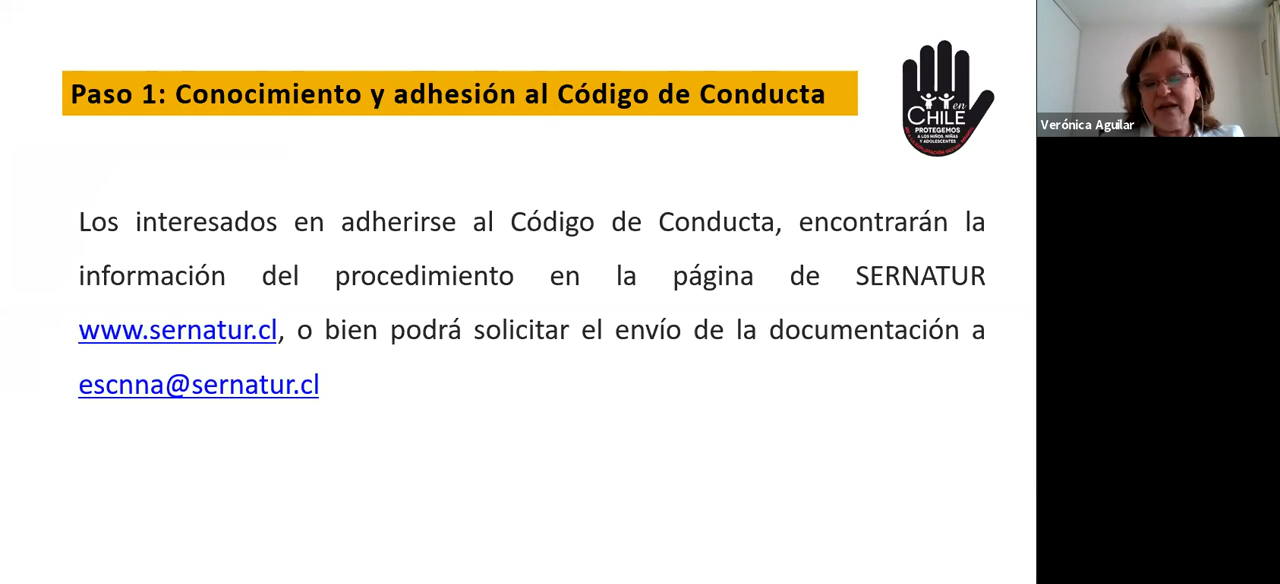 Paso 1: Conocimiento y adhesión al Código de Conducta
en
CHILE
PROTEGEMOS
A LOS NIÑOS, NIÑAS
Y ADOLESCENTES
Verónica Aguilar
Los interesados en adherirse al Código de Conducta, encontrarán la
información del procedimiento en la página de SERNATUR
www.sernatur.cl, o bien podrá solicitar el envío de la documentación a
escnna@sernatur.cl